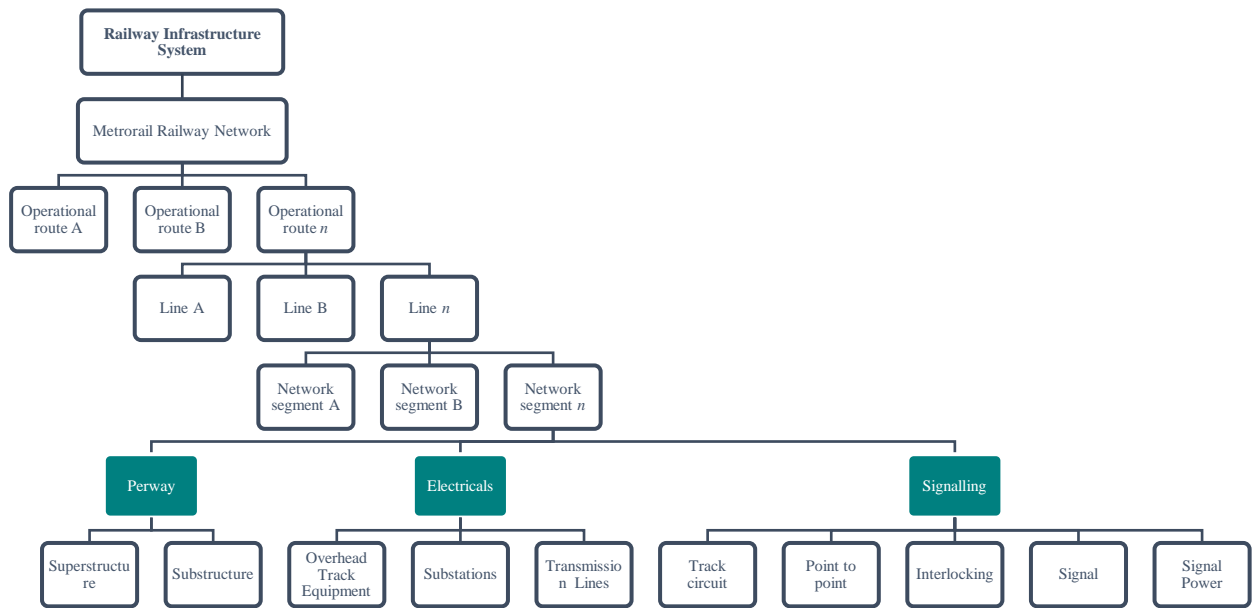 Railway Infrastructure
System
Metrorail Railway Network
Operational
route A
Operational
route B
Operational
route n
Line A
Line B
Line n
Network
segment A
Network
segment B
Network
segment n
Perway
Electricals
Signalling
Superstructu
re
Substructure
Overhead
Track
Equipment
Substations
Transmissio
n Lines
Track
circuit
Point to
point
Interlocking
Signal
Signal
Power